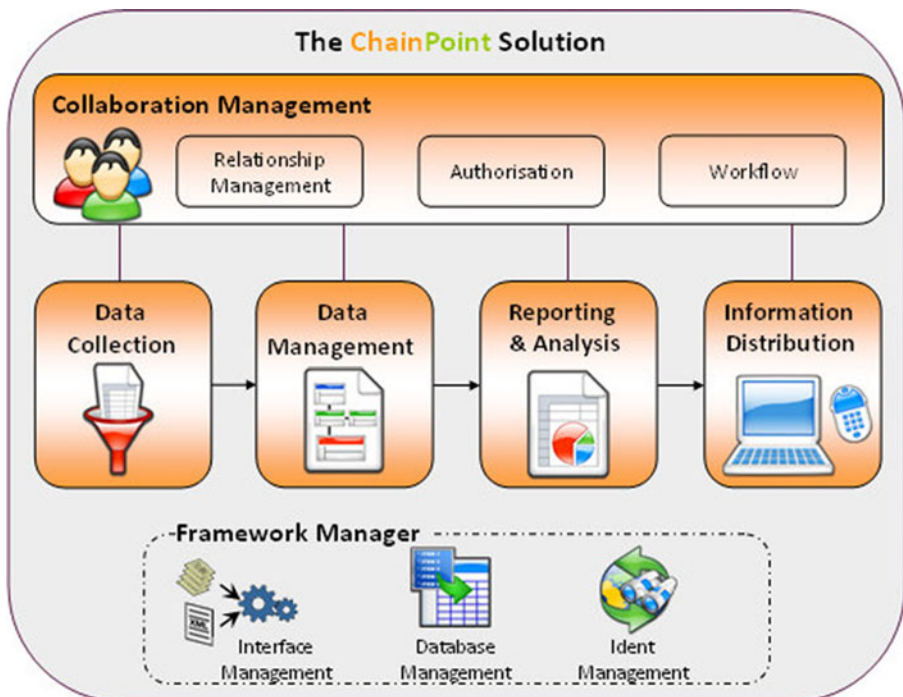 The ChainPoint Solution
Collaboration Management
Relationship
Management
Authorisation
Workflow
Data
Collection
Data
Management
Reporting
& Analysis
Information
Distribution
Framework Manager
XML
Interface
Management
Database
Management
Ident
Management